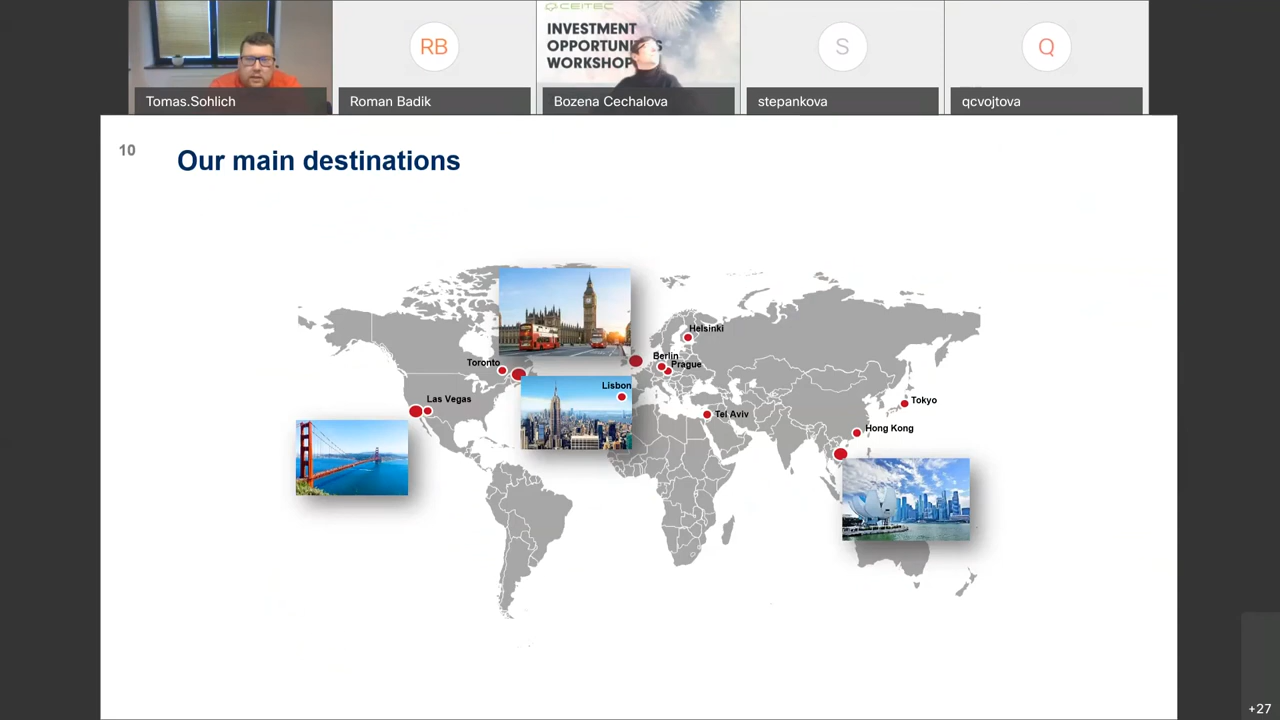 CEITEC
INVESTMENT
OPPORTUNI S
WORKSHOP
RB
S
Q
Tomas.Sohlich
Roman Badik
Bozena Cechalova
stepankova
qcvojtova
10
Our main destinations
Helsinki
Berlin
Prague
Toronto
Lisbon
Las Vegas
Tokyo
Tel Aviv
Hong Kong
+27